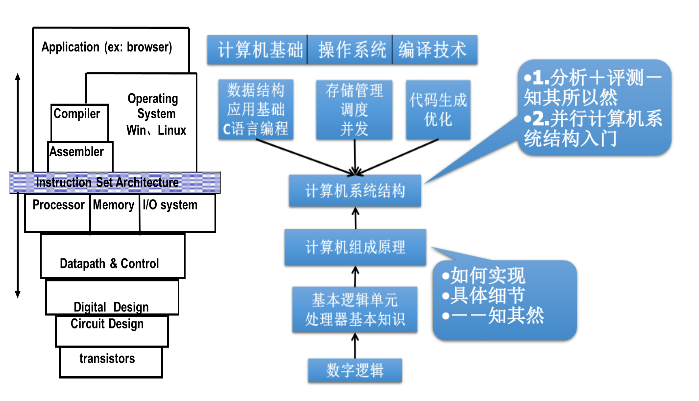 Application (ex: browser)
Operating
System
Win、Linux
Compiler
Assembler
Instruction Set Architecture
Processor
Memory
I/O system
Datapath & Control
Digital Design
Circuit Design
transistors
计算机基础
操作系统
编译技术
数据结构
应用基础
C语言编程
存储管理
调度
并发
代码生成
优化
计算机系统结构
计算机组成原理
基本逻辑单元
处理器基本知识
数字逻辑
•1.分析＋评测－
知其所以然
•2.并行计算机系
统结构入门
•如何实现
•具体细节
•－－知其然